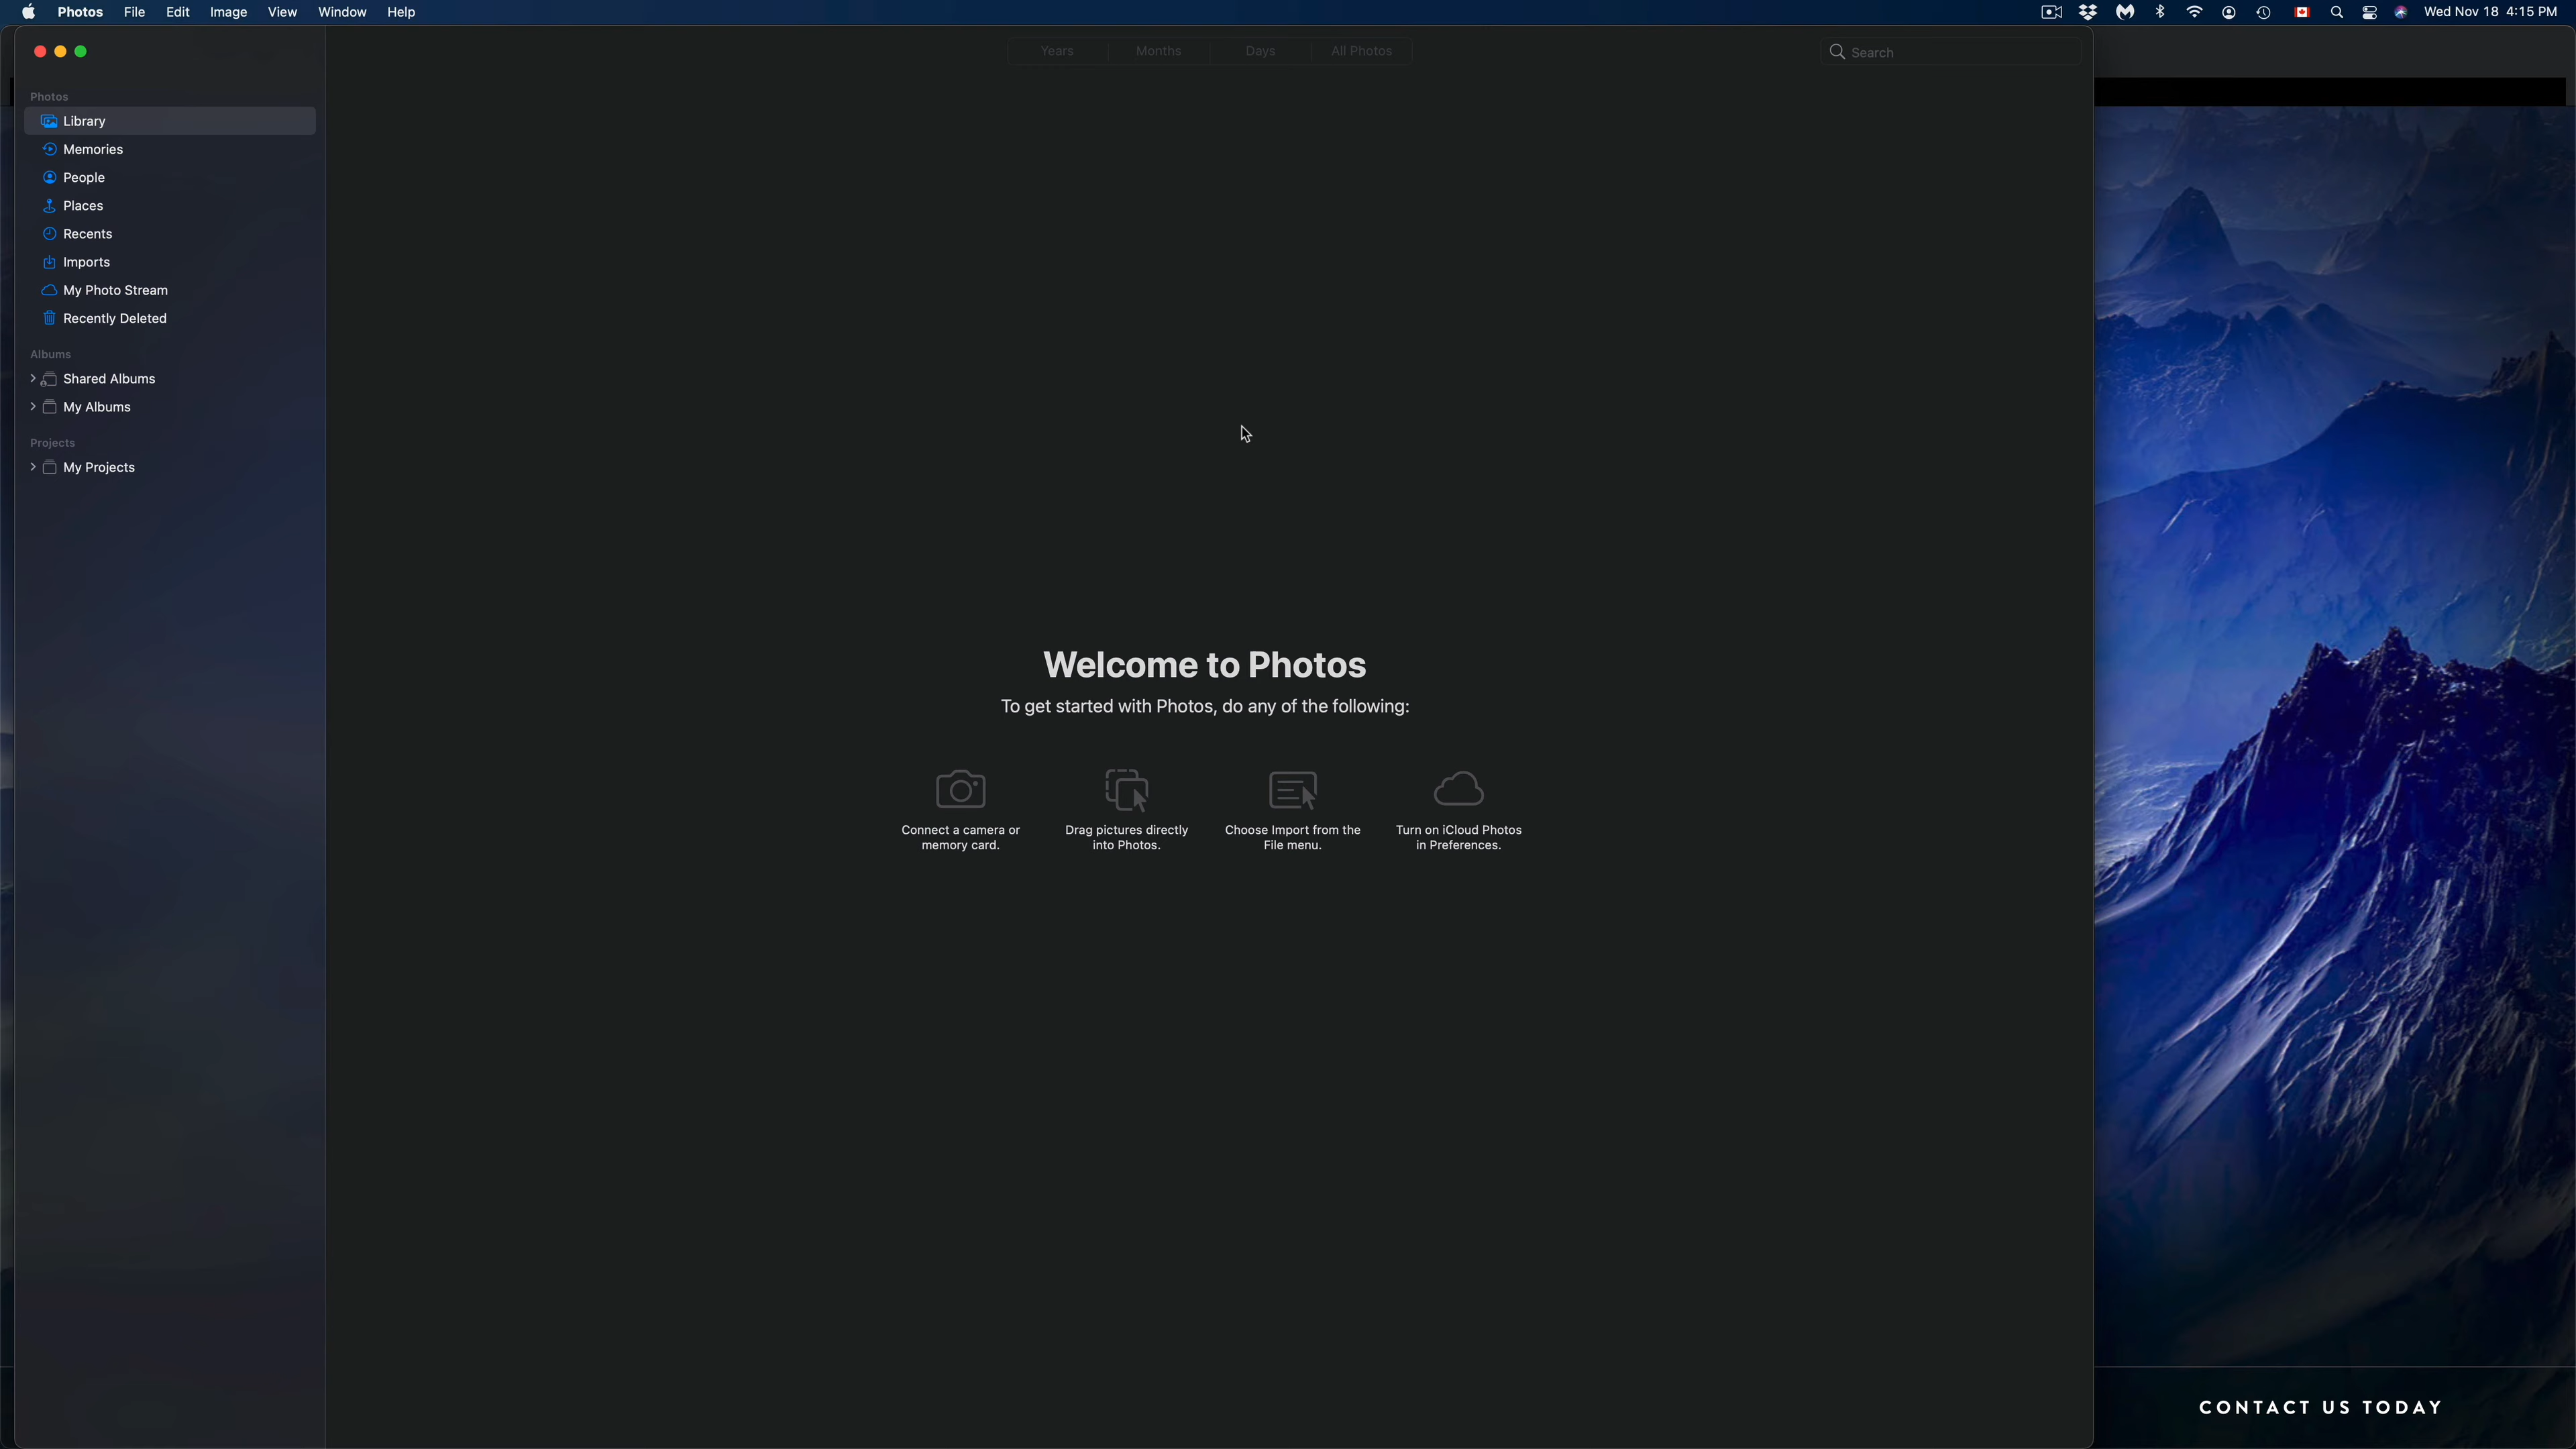 Photos File Edit Image View Window Help
Wed Nov 18 4:15 PM
Years Months Days All Photos
Search
Photos
Library
Memories
People
Places
Recents
Imports
My Photo Stream
Recently Deleted
Albums
Shared Albums
My Albums
Projects
My Projects
Welcome to Photos
To get started with Photos, do any of the following:
Connect a camera or
memory card.
Drag pictures directly
into Photos.
Choose Import from the
File menu.
Turn on iCloud Photos
in Preferences.
CONTACT US TODAY